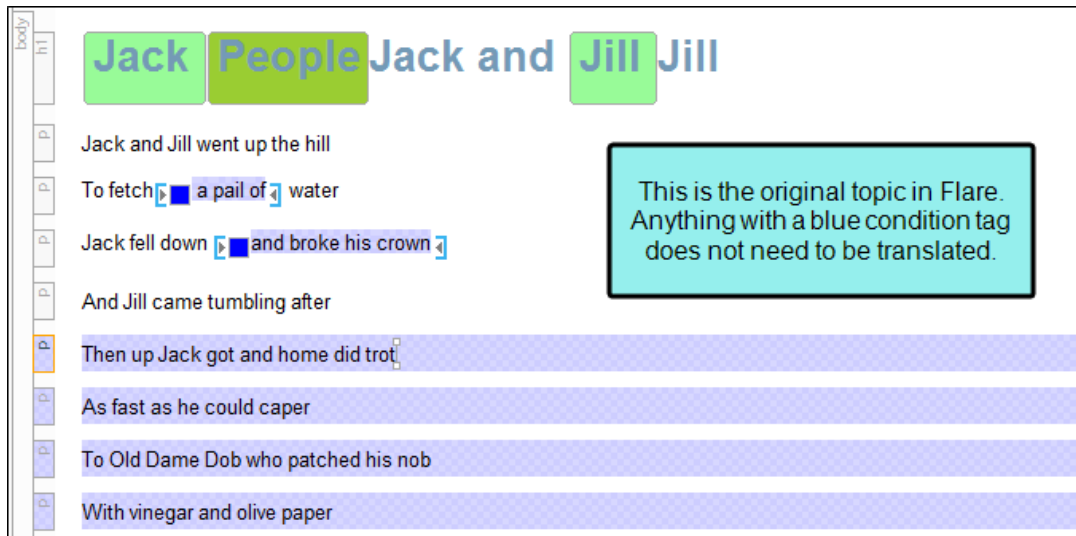 body
h1
Jack People Jack and Jill Jill
p
Jack and Jill went up the hill
p
To fetch a pail of water
p
Jack fell down and broke his crown
p
And Jill came tumbling after
p
Then up Jack got and home did trot
p
As fast as he could caper
p
To Old Dame Dob who patched his nob
p
With vinegar and olive paper
This is the original topic in Flare.
Anything with a blue condition tag
does not need to be translated.